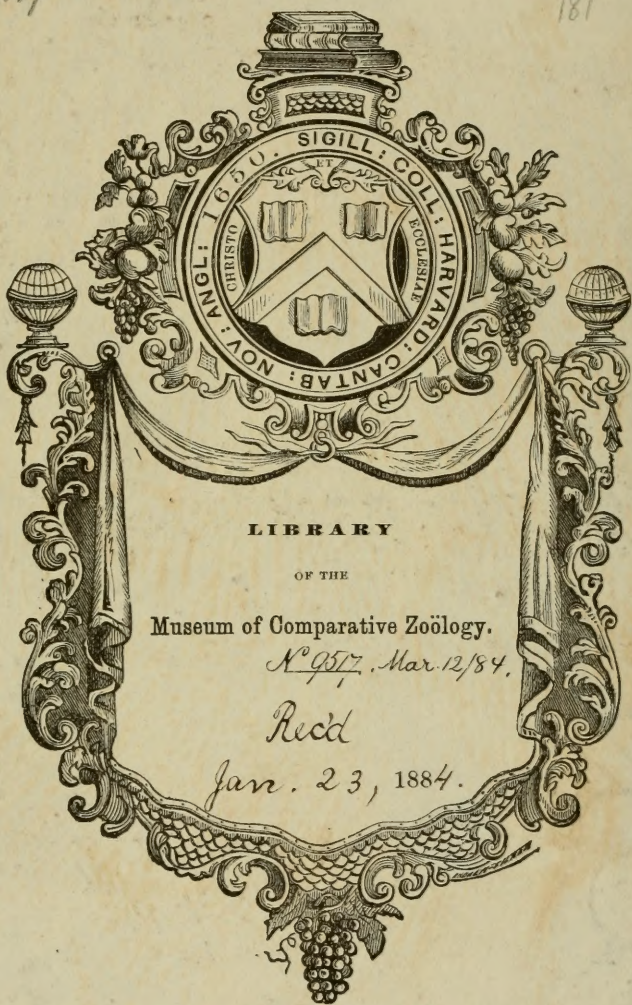 181
SIGILL: COLL: HARVARD: CANTAB: NOV: ANGL: 1650.
ET
CHRISTO
ECCLESIAE
LIBRARY
OF THE
Museum of Comparative Zoölogy.
No 9517. Mar. 12/84.
Rec'd
Jan. 23, 1884.